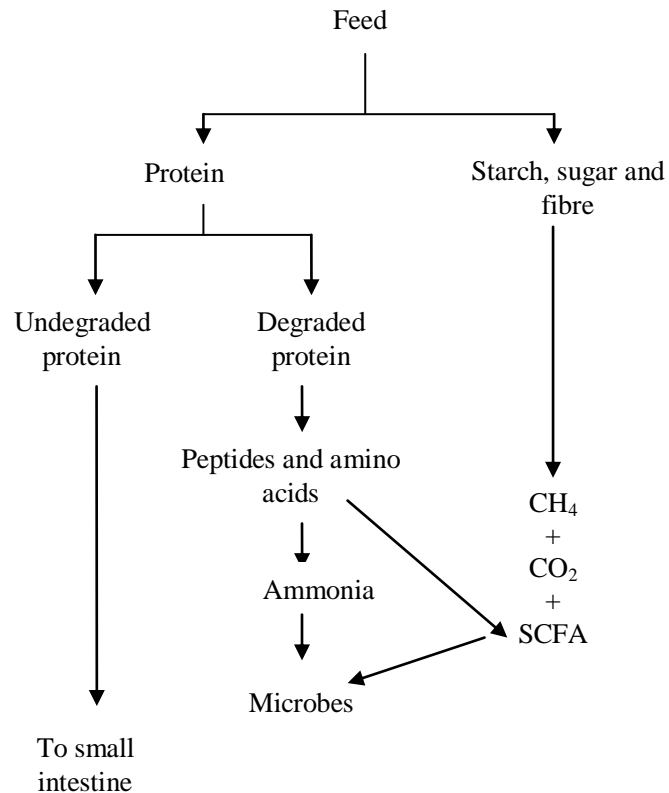 Feed
Protein
Starch, sugar and
fibre
Undegraded
protein
Degraded
protein
Peptides and amino
acids
CH₄
+
CO₂
+
SCFA
Ammonia
Microbes
To small
intestine